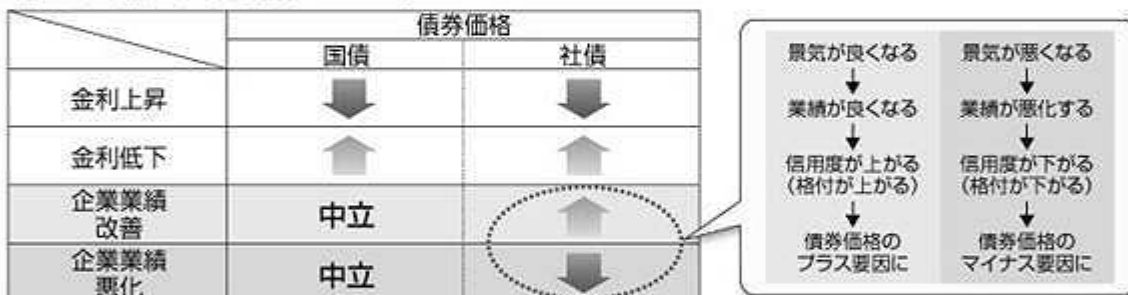 債券価格
国債 社債
金利上昇
金利低下
企業業績
改善
中立
企業業績
悪化
中立
景気が良くなる
業績が良くなる
信用度が上がる
(格付が上がる)
債券価格の
プラス要因に
景気が悪くなる
業績が悪化する
信用度が下がる
(格付が下がる)
債券価格の
マイナス要因に